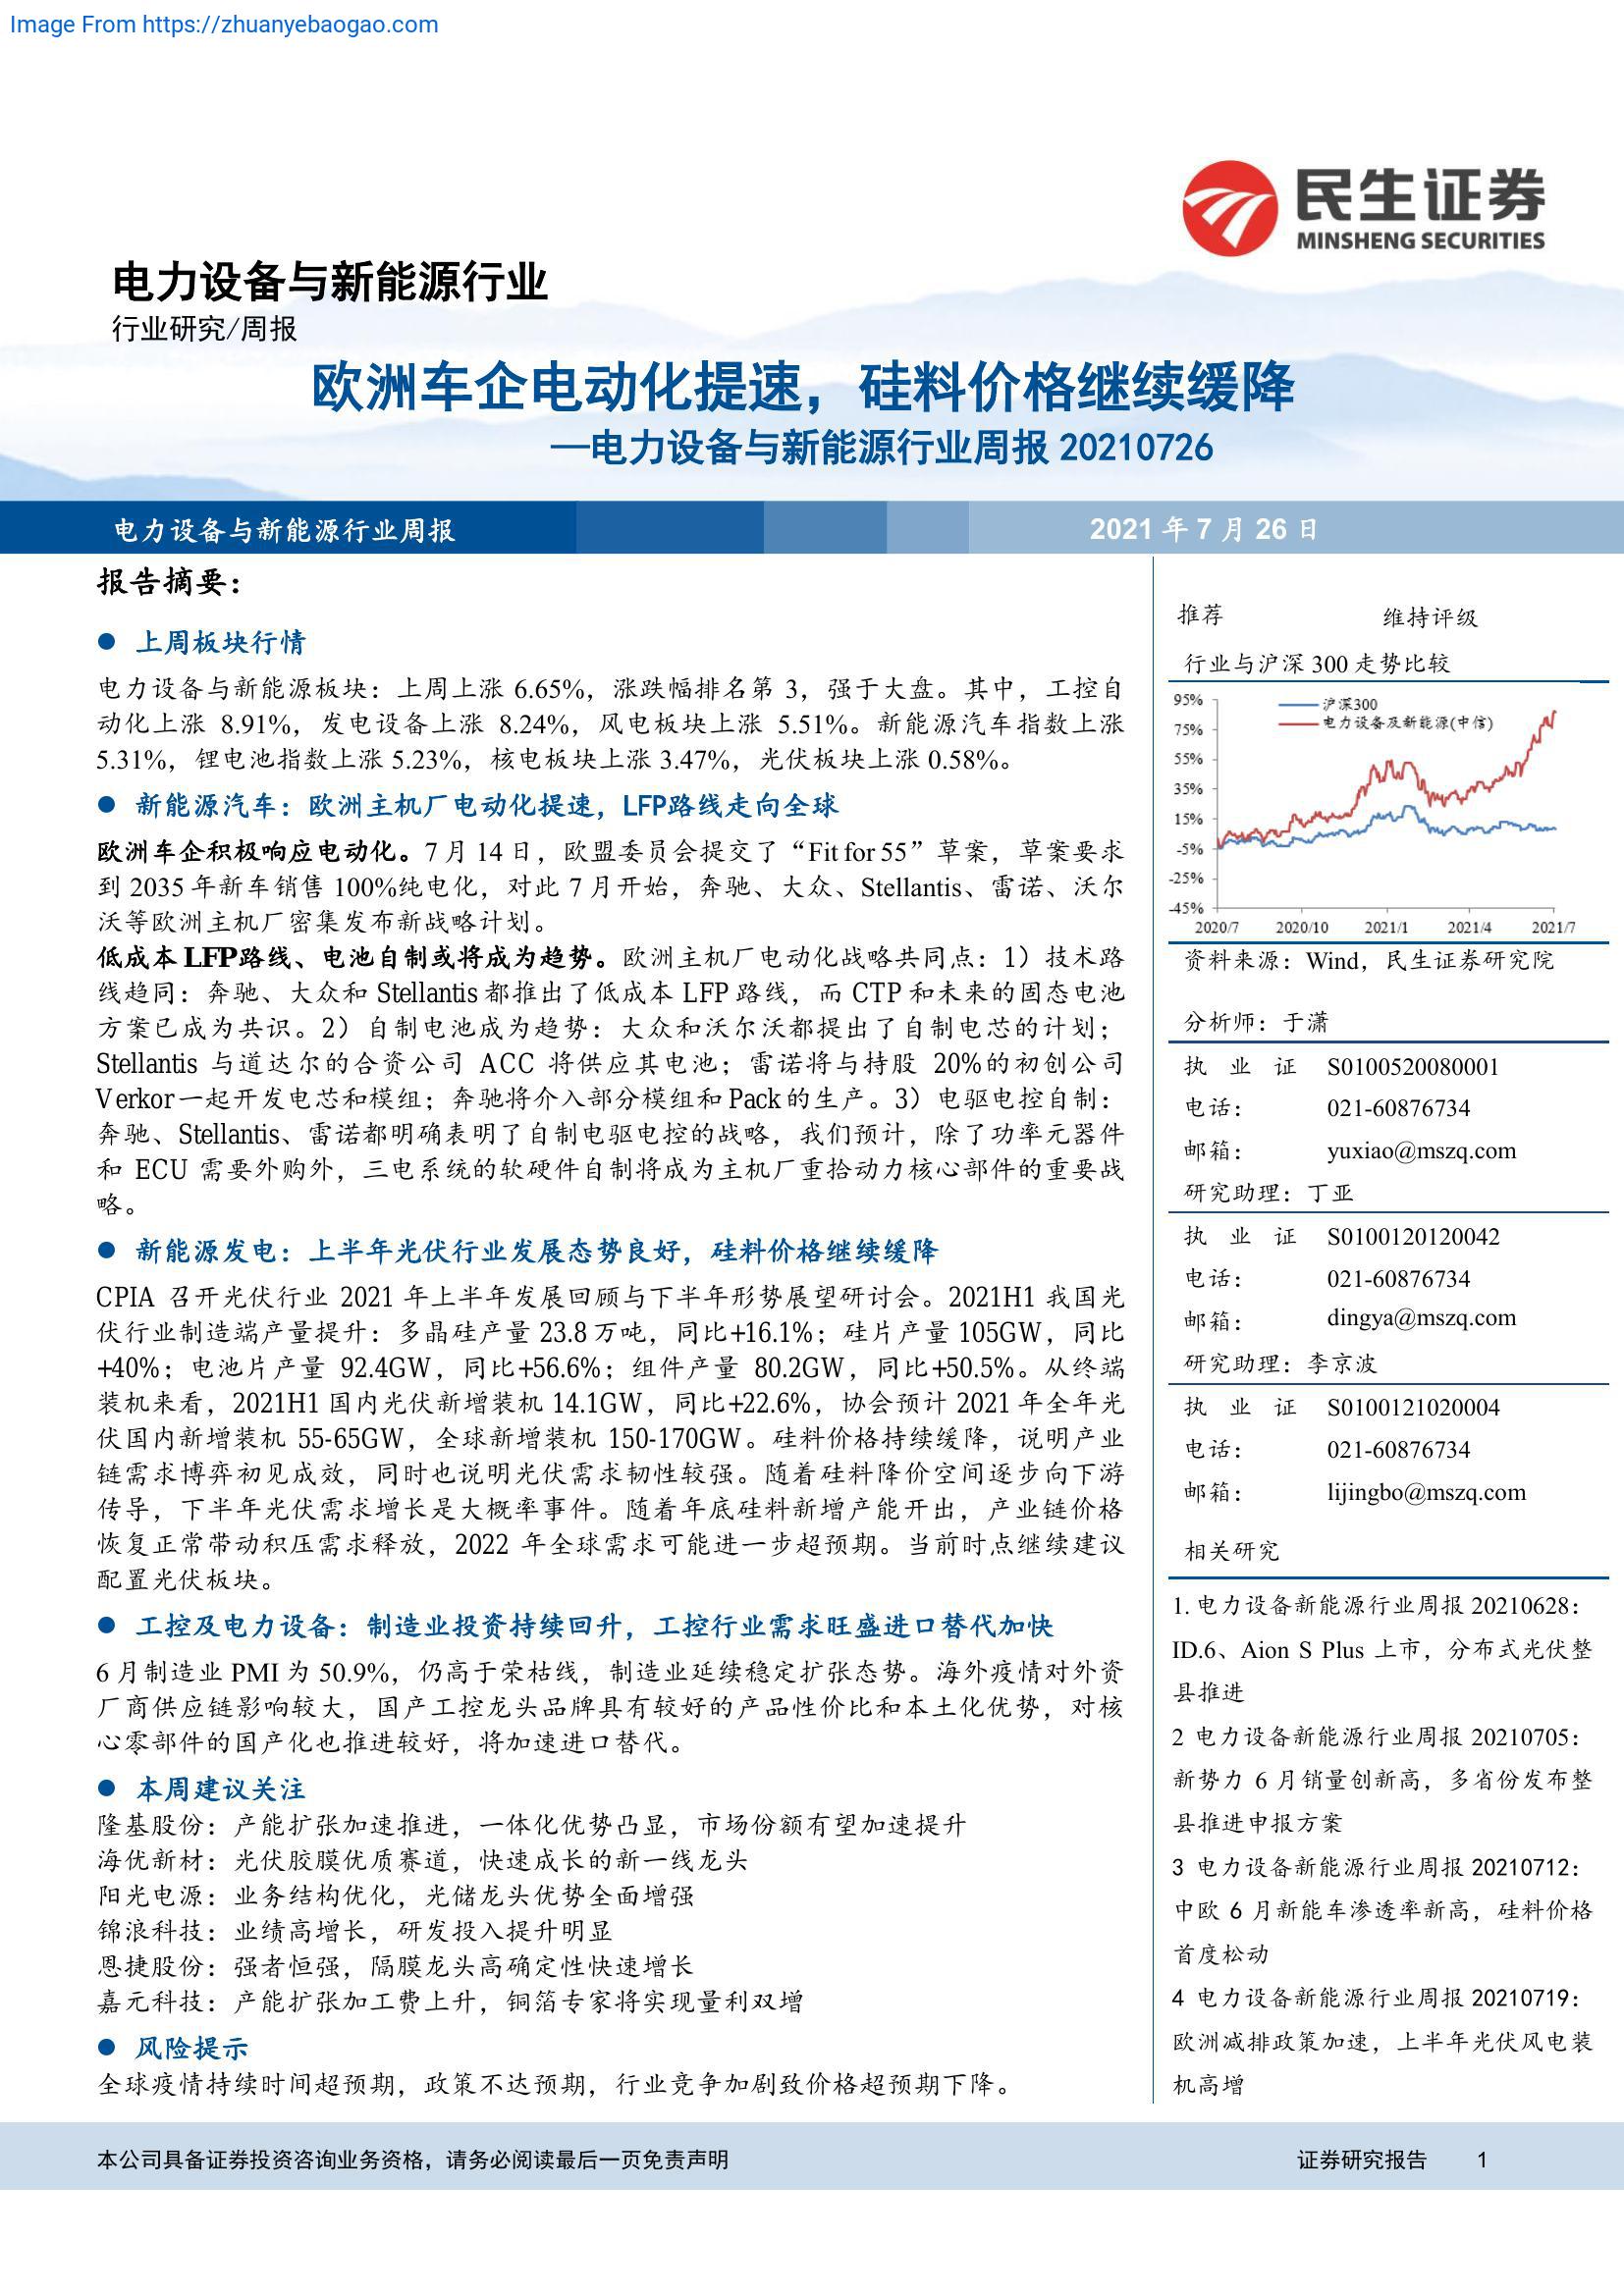 Image From https://zhuanyebaogao.com
民生证券
MINSHENG SECURITIES
电力设备与新能源行业
行业研究/周报
欧洲车企电动化提速，硅料价格继续缓降
—电力设备与新能源行业周报 20210726
电力设备与新能源行业周报
2021 年 7 月 26 日
报告摘要：
● 上周板块行情
电力设备与新能源板块：上周上涨 6.65%，涨跌幅排名第 3，强于大盘。其中，工控自
动化上涨 8.91%，发电设备上涨 8.24%，风电板块上涨 5.51%。新能源汽车指数上涨
5.31%，锂电池指数上涨 5.23%，核电板块上涨 3.47%，光伏板块上涨 0.58%。
● 新能源汽车：欧洲主机厂电动化提速，LFP路线走向全球
欧洲车企积极响应电动化。7 月 14 日，欧盟委员会提交了“Fit for 55”草案，草案要求
到 2035 年新车销售 100%纯电化，对此 7 月开始，奔驰、大众、Stellantis、雷诺、沃尔
沃等欧洲主机厂密集发布新战略计划。
低成本 LFP路线、电池自制或将成为趋势。欧洲主机厂电动化战略共同点：1）技术路
线趋同：奔驰、大众和 Stellantis 都推出了低成本 LFP 路线，而 CTP 和未来的固态电池
方案已成为共识。2）自制电池成为趋势：大众和沃尔沃都提出了自制电芯的计划；
Stellantis 与道达尔的合资公司 ACC 将供应其电池；雷诺将与持股 20%的初创公司
Verkor 一起开发电芯和模组；奔驰将介入部分模组和 Pack 的生产。3）电驱电控自制：
奔驰、Stellantis、雷诺都明确表明了自制电驱电控的战略，我们预计，除了功率元器件
和 ECU 需要外购外，三电系统的软硬件自制将成为主机厂重拾动力核心部件的重要战
略。
● 新能源发电：上半年光伏行业发展态势良好，硅料价格继续缓降
CPIA 召开光伏行业 2021 年上半年发展回顾与下半年形势展望研讨会。2021H1 我国光
伏行业制造端产量提升：多晶硅产量 23.8 万吨，同比+16.1%；硅片产量 105GW，同比
+40%；电池片产量 92.4GW，同比+56.6%；组件产量 80.2GW，同比+50.5%。从终端
装机来看，2021H1 国内光伏新增装机 14.1GW，同比+22.6%，协会预计 2021 年全年光
伏国内新增装机 55-65GW，全球新增装机 150-170GW。硅料价格持续缓降，说明产业
链需求博弈初见成效，同时也说明光伏需求韧性较强。随着硅料降价空间逐步向下游
传导，下半年光伏需求增长是大概率事件。随着年底硅料新增产能开出，产业链价格
恢复正常带动积压需求释放，2022 年全球需求可能进一步超预期。当前时点继续建议
配置光伏板块。
● 工控及电力设备：制造业投资持续回升，工控行业需求旺盛进口替代加快
6 月制造业 PMI 为 50.9%，仍高于荣枯线，制造业延续稳定扩张态势。海外疫情对外资
厂商供应链影响较大，国产工控龙头品牌具有较好的产品性价比和本土化优势，对核
心零部件的国产化也推进较好，将加速进口替代。
● 本周建议关注
隆基股份：产能扩张加速推进，一体化优势凸显，市场份额有望加速提升
海优新材：光伏胶膜优质赛道，快速成长的新一线龙头
阳光电源：业务结构优化，光储龙头优势全面增强
锦浪科技：业绩高增长，研发投入提升明显
恩捷股份：强者恒强，隔膜龙头高确定性快速增长
嘉元科技：产能扩张加工费上升，铜箔专家将实现量利双增
● 风险提示
全球疫情持续时间超预期，政策不达预期，行业竞争加剧致价格超预期下降。
推荐 维持评级
行业与沪深 300 走势比较
95%
75%
55%
35%
15%
-5%
-25%
-45%
沪深300
电力设备及新能源(中信)
2020/7 2020/10 2021/1 2021/4 2021/7
资料来源：Wind，民生证券研究院
分析师：于潇
执 业 证 S0100520080001
电话： 021-60876734
邮箱： yuxiao@mszq.com
研究助理：丁亚
执 业 证 S0100120120042
电话： 021-60876734
邮箱： dingya@mszq.com
研究助理：李京波
执 业 证 S0100121020004
电话： 021-60876734
邮箱： lijingbo@mszq.com
相关研究
1. 电力设备新能源行业周报 20210628：
ID.6、Aion S Plus 上市，分布式光伏整
县推进
2 电力设备新能源行业周报 20210705：
新势力 6 月销量创新高，多省份发布整
县推进申报方案
3 电力设备新能源行业周报 20210712：
中欧 6 月新能车渗透率新高，硅料价格
首度松动
4 电力设备新能源行业周报 20210719：
欧洲减排政策加速，上半年光伏风电装
机高增
本公司具备证券投资咨询业务资格，请务必阅读最后一页免责声明
证券研究报告 1